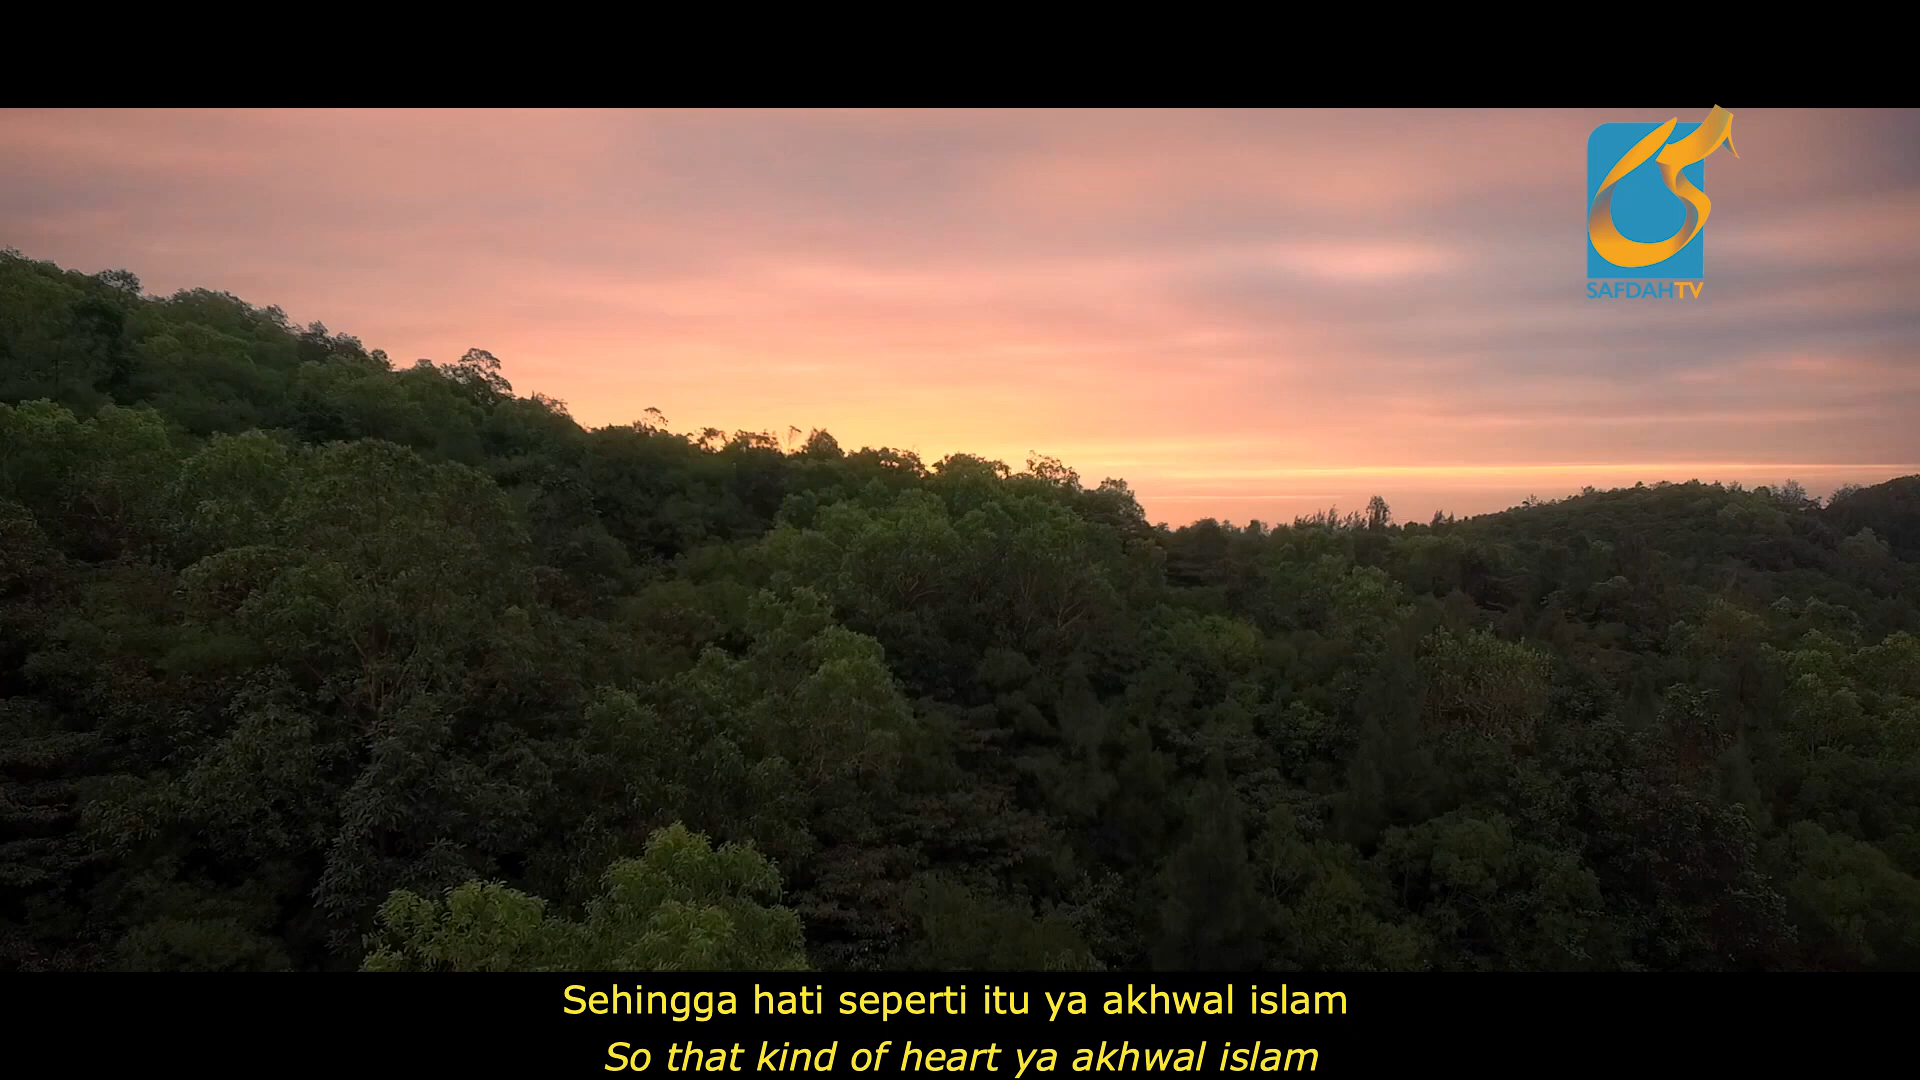 SAFDAHTV
Sehingga hati seperti itu ya akhwal islam
So that kind of heart ya akhwal islam